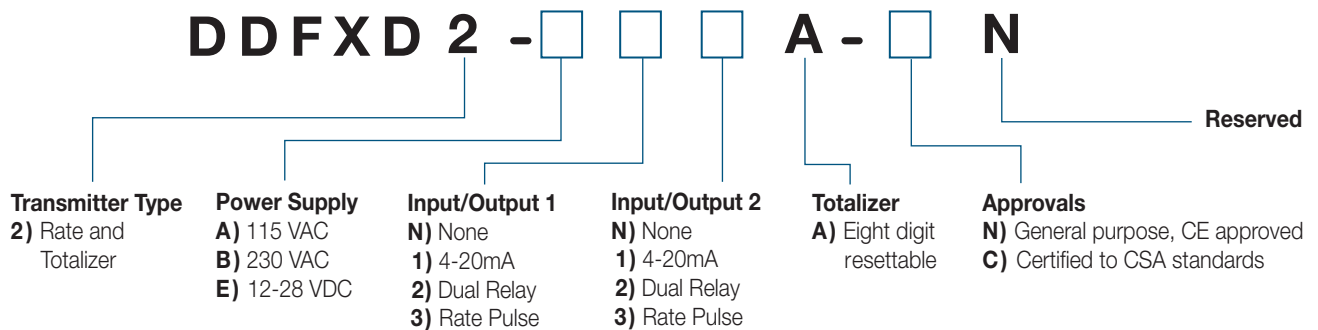 DDFXD 2 - A - N
Reserved
Transmitter Type
2) Rate and
Totalizer
Power Supply
A) 115 VAC
B) 230 VAC
E) 12-28 VDC
Input/Output 1
N) None
1) 4-20mA
2) Dual Relay
3) Rate Pulse
Input/Output 2
N) None
1) 4-20mA
2) Dual Relay
3) Rate Pulse
Totalizer
A) Eight digit
resettable
Approvals
N) General purpose, CE approved
C) Certified to CSA standards